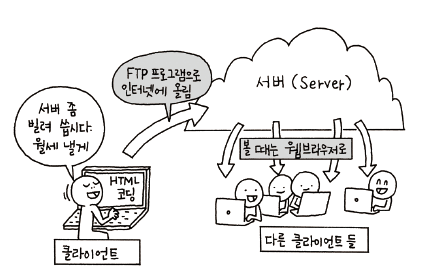 FTP 프로그램으로
인터넷에 올림
서버 (Server)
서버 좀
빌려 씁시다
월세 낼게
볼 때는 웹브라우저로
HTML
코딩
클라이언트
다른 클라이언트 들